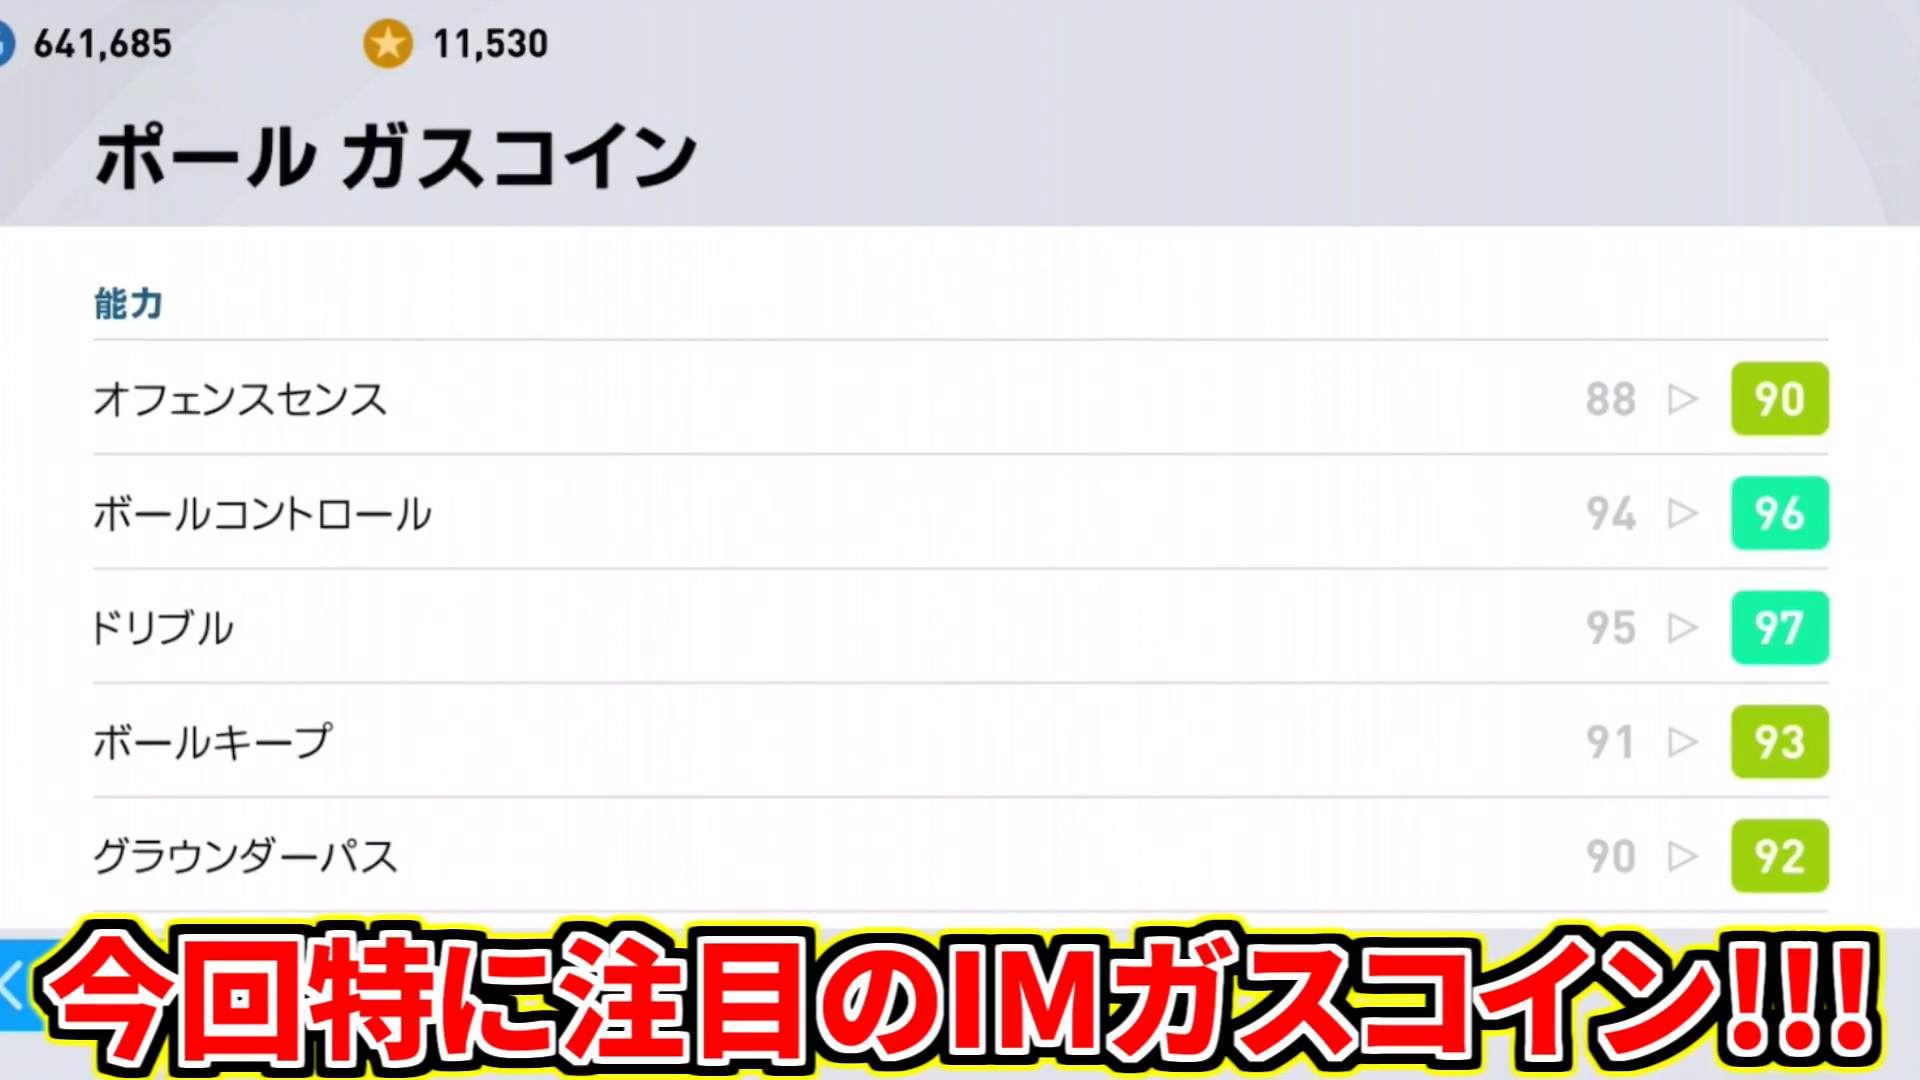 641,685 11,530
ポール ガスコイン
能力
オフェンスセンス 88 ▷ 90
ボールコントロール 94 ▷ 96
ドリブル 95 ▷ 97
ボールキープ 91 ▷ 93
グラウンダーパス 90 ▷ 92
今回特に注目のIMガスコイン!!!